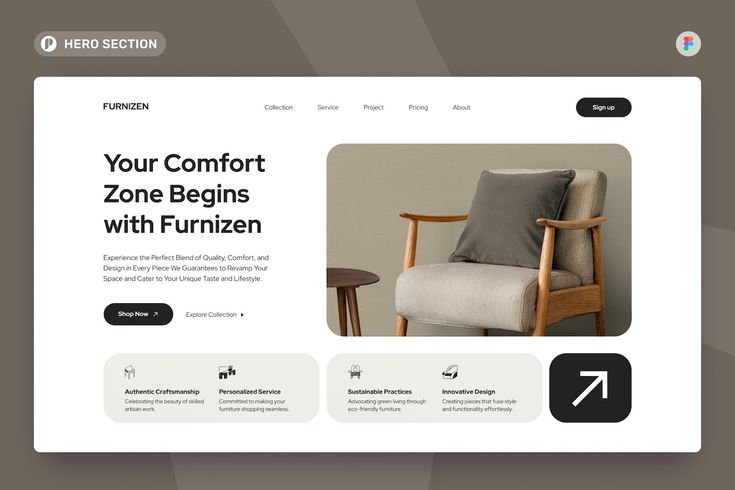 HERO SECTION
FURNIZEN
Collection Service Project Pricing About
Sign up
Your Comfort
Zone Begins
with Furnizen
Experience the Perfect Blend of Quality, Comfort, and
Design in Every Piece We Guarantees to Revamp Your
Space and Cater to Your Unique Taste and Lifestyle.
Shop Now
Explore Collection
Authentic Craftsmanship
Celebrating the beauty of skilled
artisan work.
Personalized Service
Committed to making your
furniture shopping seamless.
Sustainable Practices
Advocating green living through
eco-friendly furniture.
Innovative Design
Creating pieces that fuse style
and functionality effortlessly.